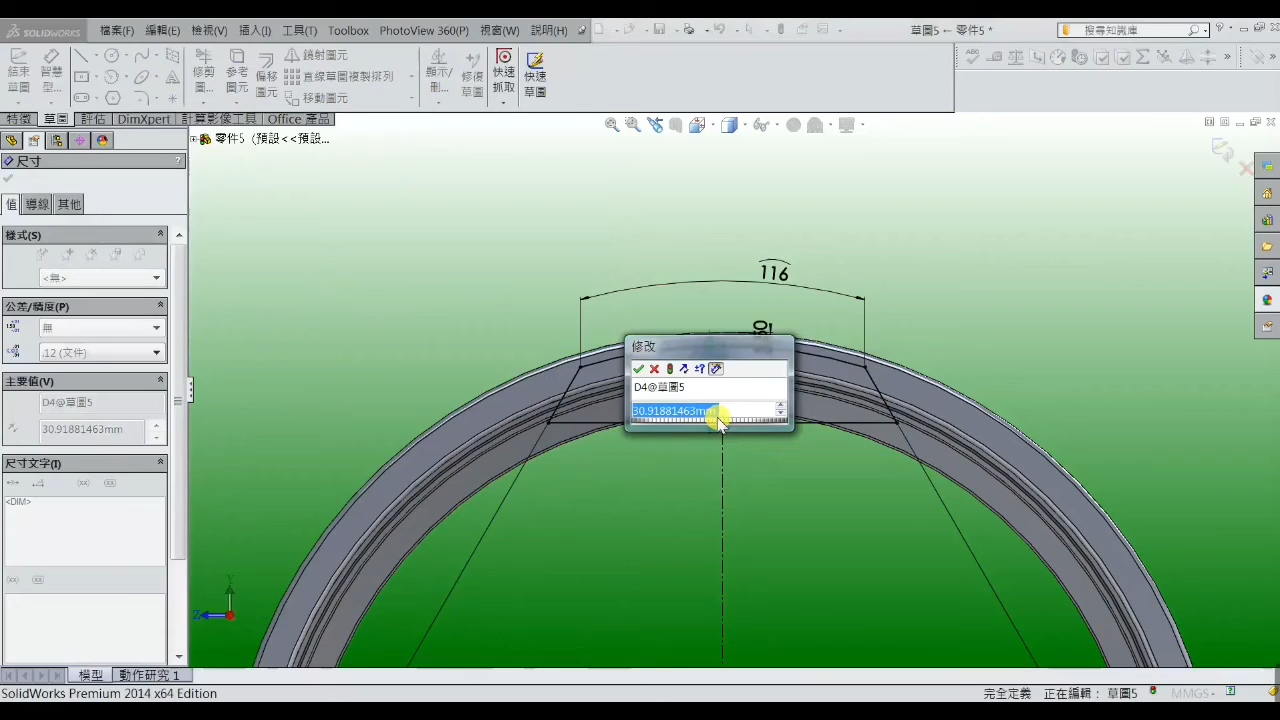 SOLIDWORKS 檔案(F) 編輯(E) 檢視(V) 插入(I) 工具(T) Toolbox PhotoView 360(P) 視窗(W) 說明(H) 草圖5 ← 零件5 * 搜尋知識庫
結束草圖 智慧型... 修剪圖... 參考圖元 偏移圖元 鏡射圖元 直線草圖複製排列 移動圖元 顯示/刪... 修復草圖 快速抓取 快速草圖
特徵 草圖 評估 DimXpert 計算影像工具 Office 產品
零件5 (預設<<預設...
尺寸 ?
值 導線 其他
樣式(S)
<無>
公差/精度(P)
無
.12 (文件)
主要值(V)
D4@草圖5
30.91881463mm
尺寸文字(I)
<DIM>
116
修改
D4@草圖5
30.91881463mm
Y
Z
模型 動作研究 1
SolidWorks Premium 2014 x64 Edition 完全定義 正在編輯: 草圖5 MMGS